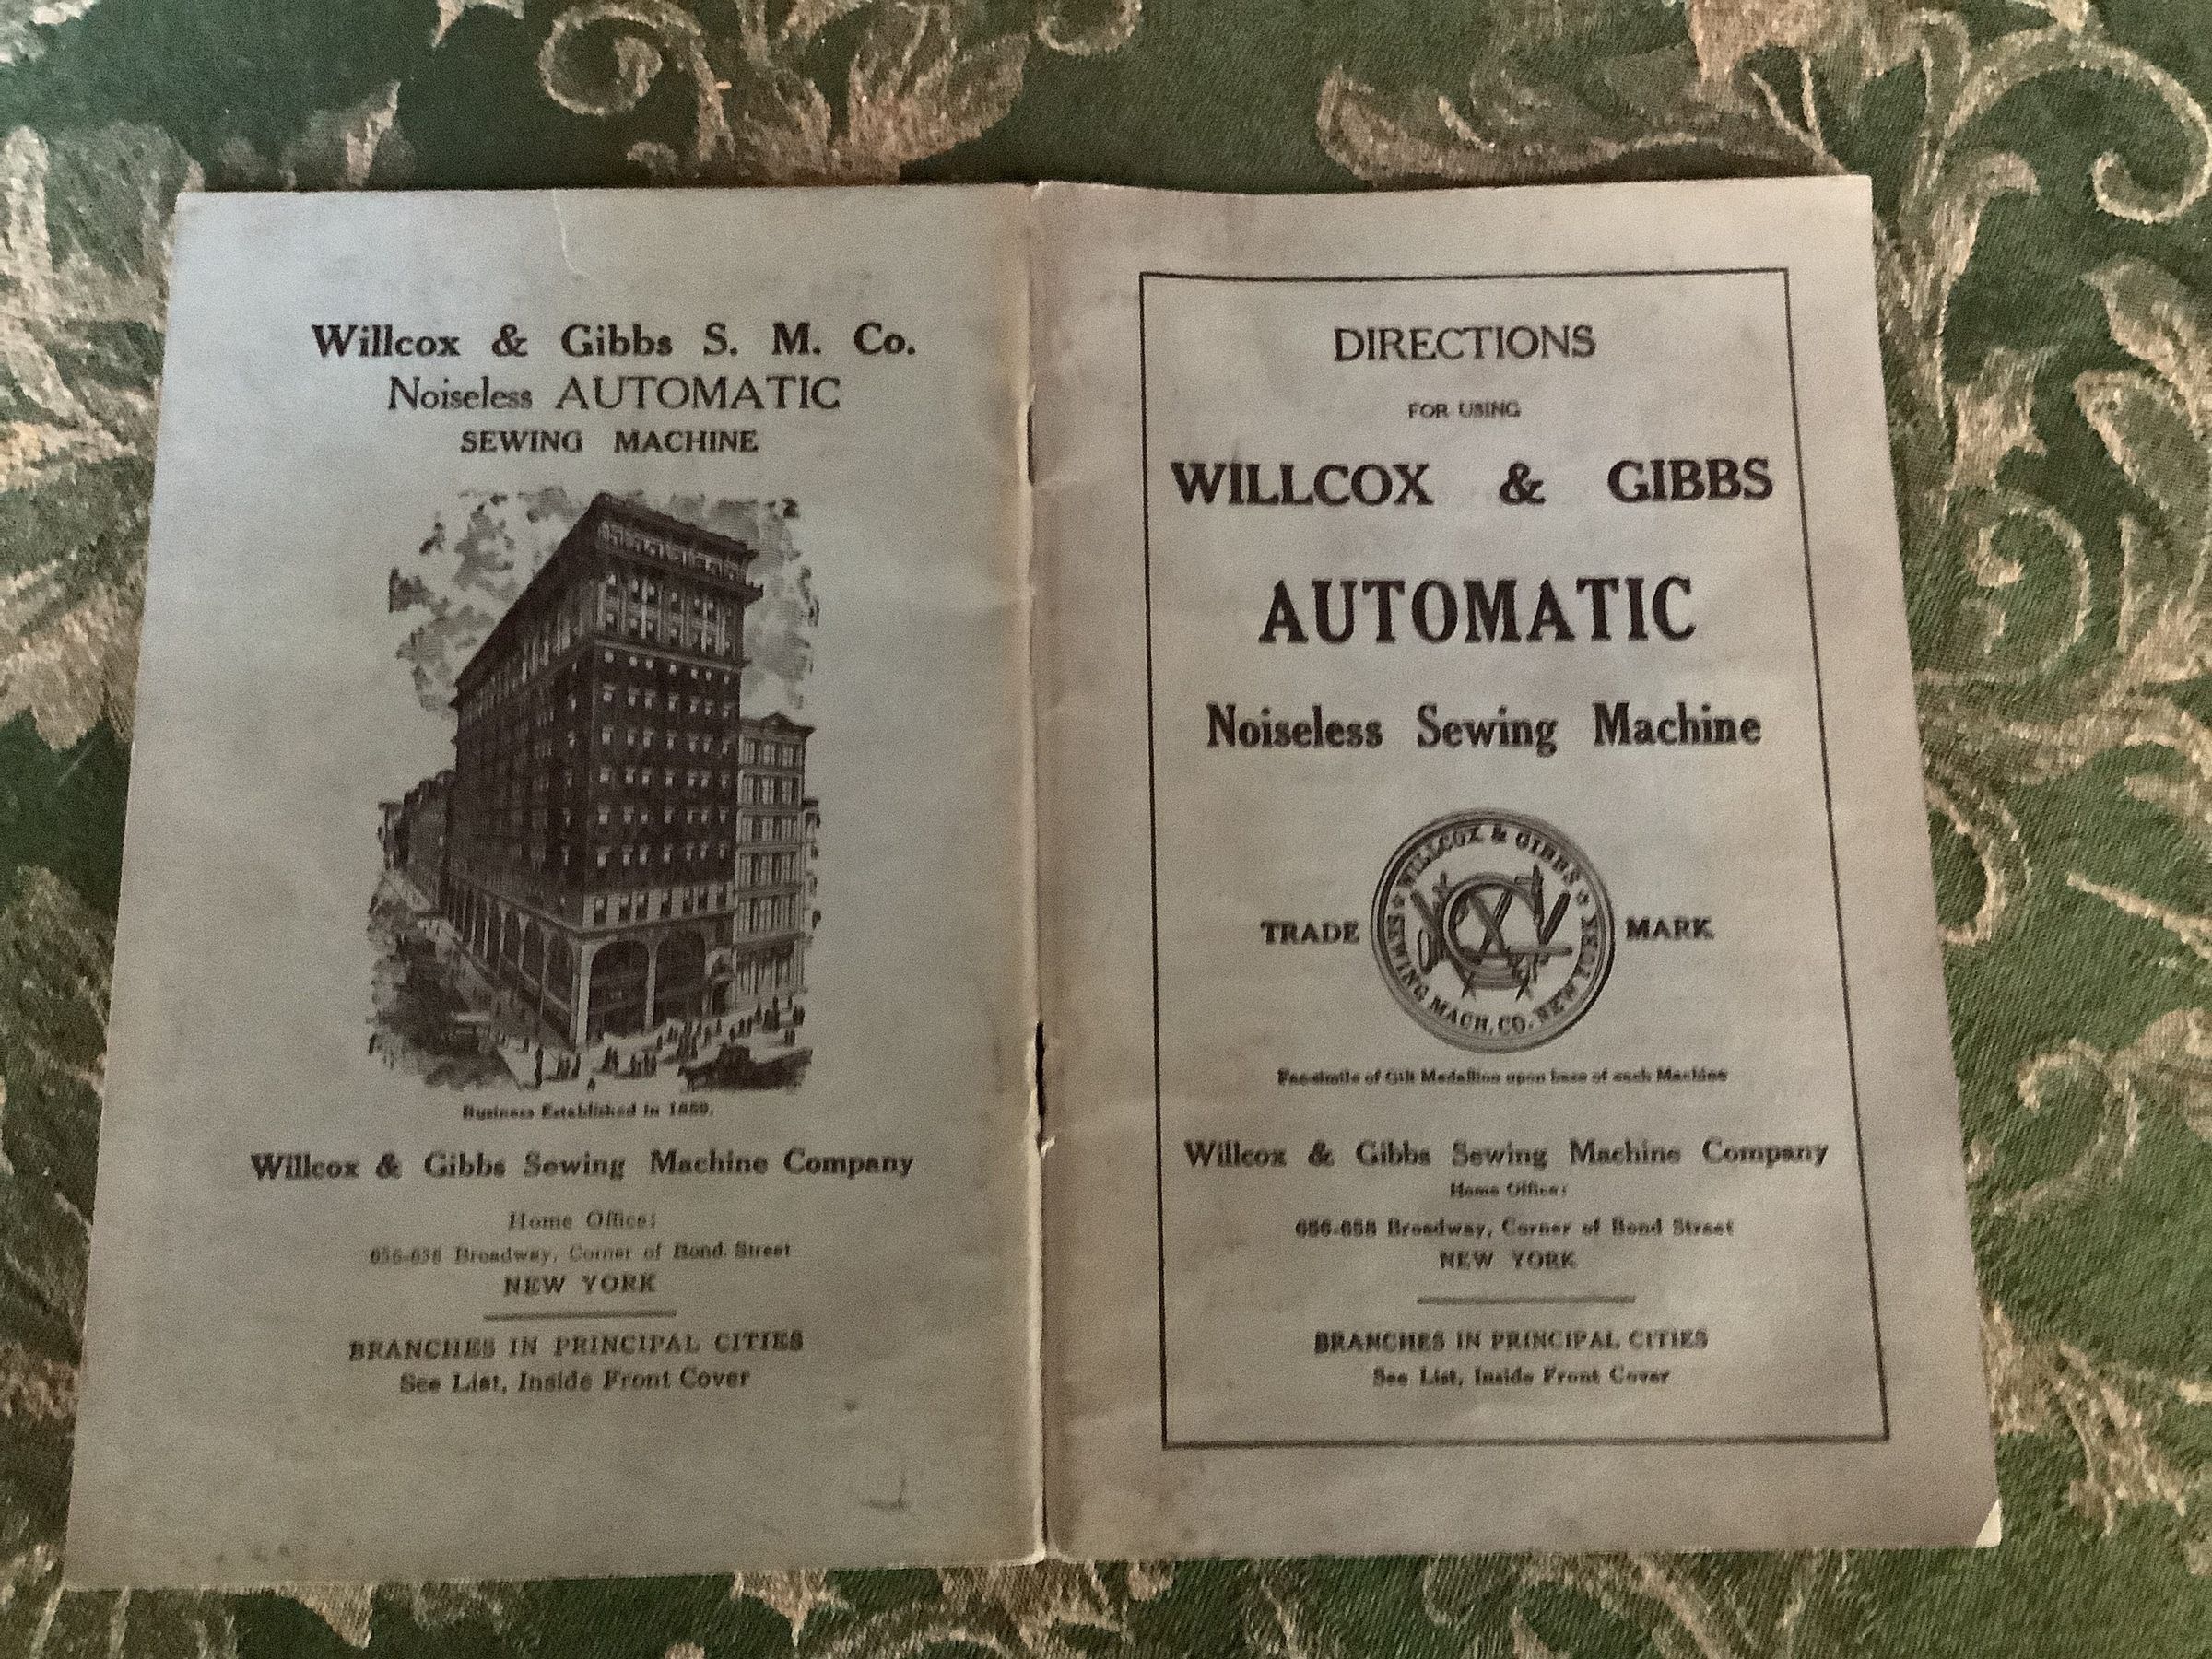 Willcox & Gibbs S. M. Co.
Noiseless AUTOMATIC
SEWING MACHINE
Business Established in 1859.
Willcox & Gibbs Sewing Machine Company
Home Office:
656-658 Broadway, Corner of Bond Street
NEW YORK
BRANCHES IN PRINCIPAL CITIES
See List, Inside Front Cover
DIRECTIONS
FOR USING
WILLCOX & GIBBS
AUTOMATIC
Noiseless Sewing Machine
TRADE MARK
WILLCOX & GIBBS SEWING MACH. CO. NEW YORK
Fac-simile of Gilt Medallion upon base of each Machine
Willcox & Gibbs Sewing Machine Company
Home Office:
656-658 Broadway, Corner of Bond Street
NEW YORK
BRANCHES IN PRINCIPAL CITIES
See List, Inside Front Cover